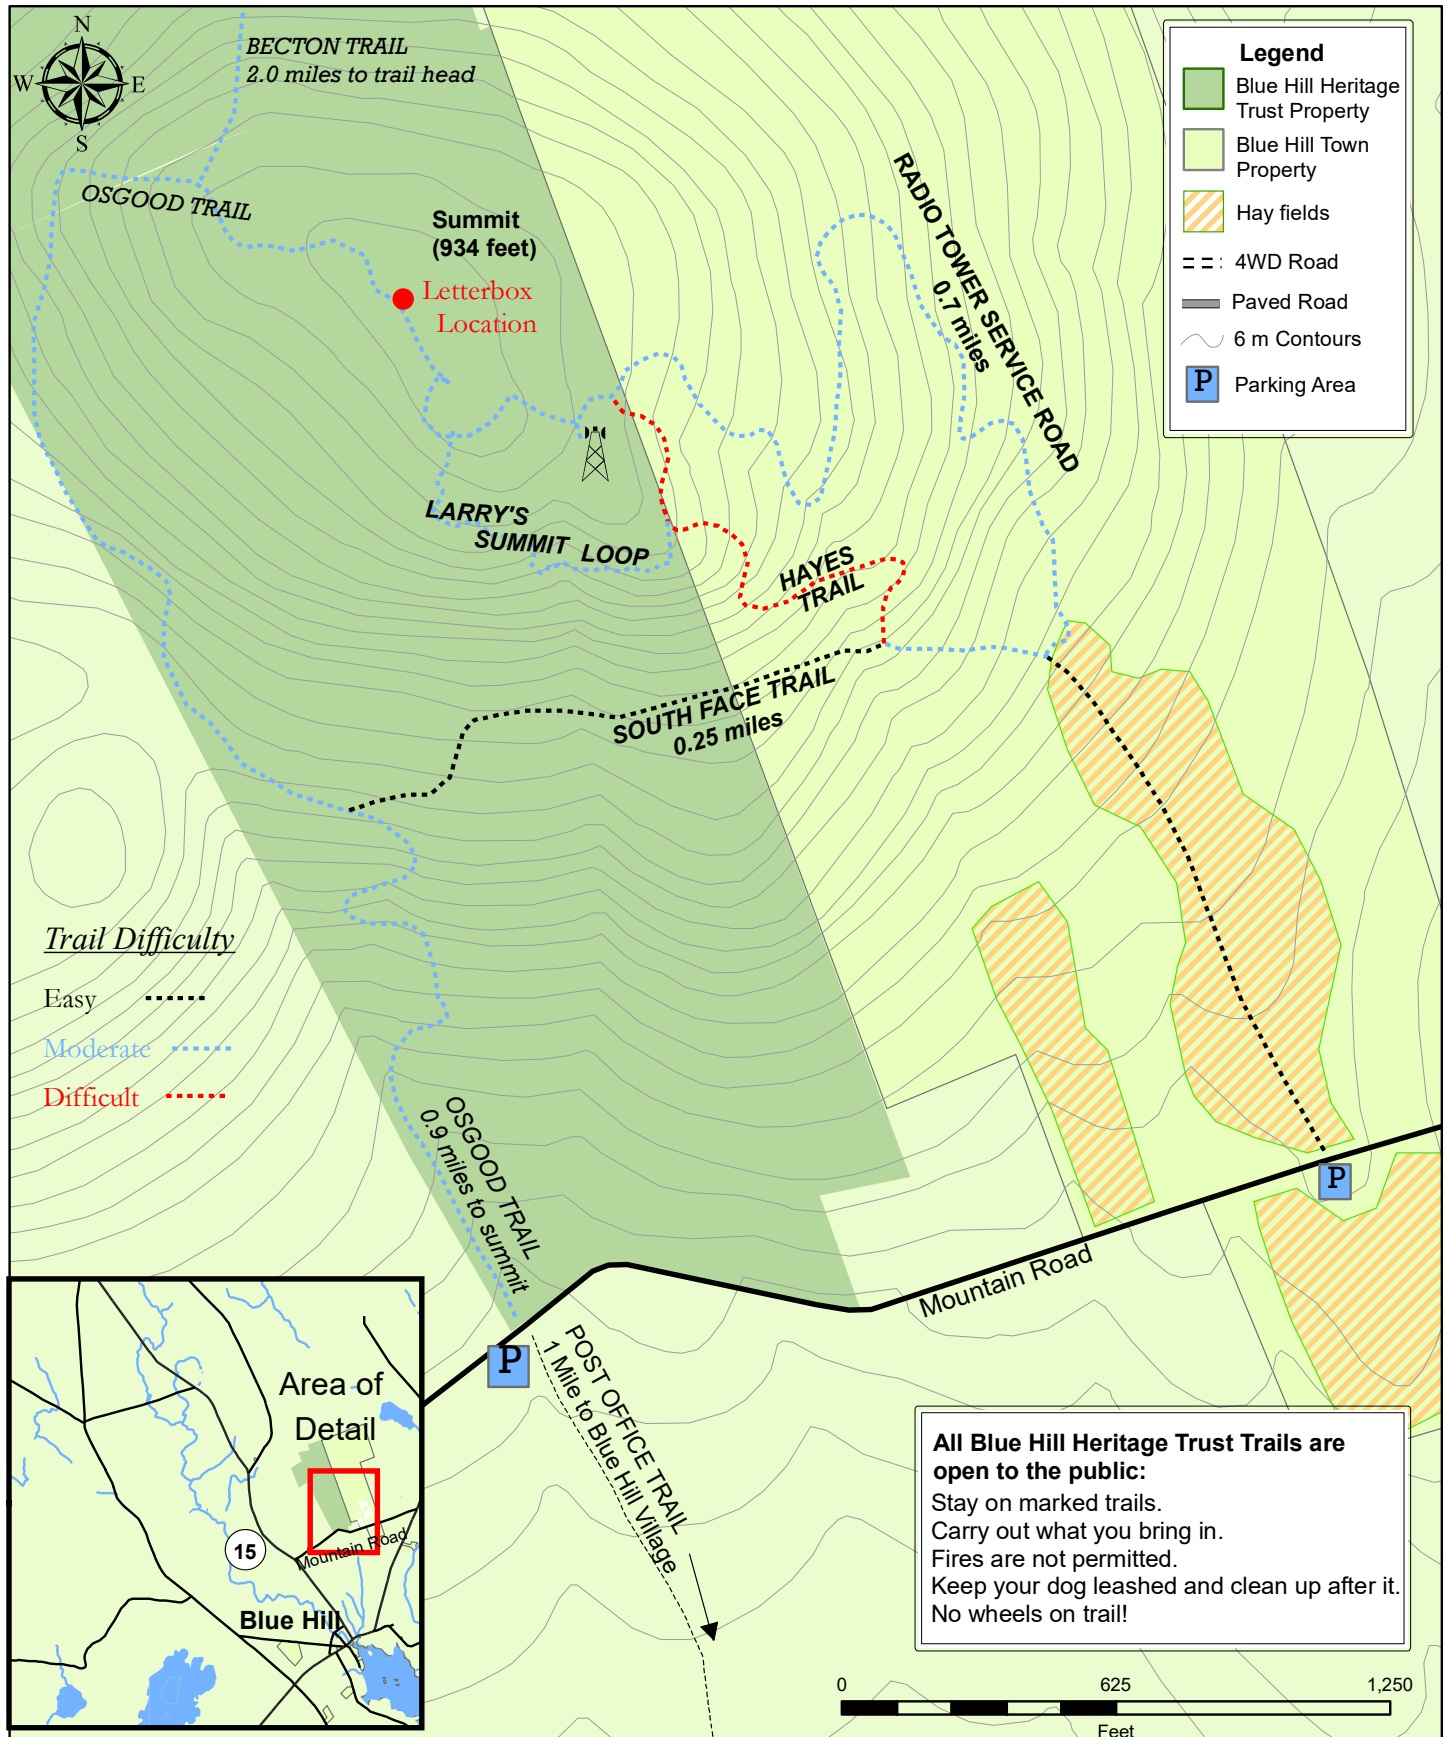 N
W
E
S
BECTON TRAIL
2.0 miles to trail head
OSGOOD TRAIL
Summit
(934 feet)
Letterbox
Location
RADIO TOWER SERVICE ROAD
0.7 miles
LARRY'S
SUMMIT LOOP
HAYES
TRAIL
SOUTH FACE TRAIL
0.25 miles
Legend
Blue Hill Heritage
Trust Property
Blue Hill Town
Property
Hay fields
4WD Road
Paved Road
6 m Contours
P
Parking Area
Trail Difficulty
Easy
Moderate
Difficult
OSGOOD TRAIL
0.9 miles to summit
P
Mountain Road
P
POST OFFICE TRAIL
1 Mile to Blue Hill Village
Area of
Detail
15
Mountain Road
Blue Hill
All Blue Hill Heritage Trust Trails are
open to the public:
Stay on marked trails.
Carry out what you bring in.
Fires are not permitted.
Keep your dog leashed and clean up after it.
No wheels on trail!
0
625
1,250
Feet